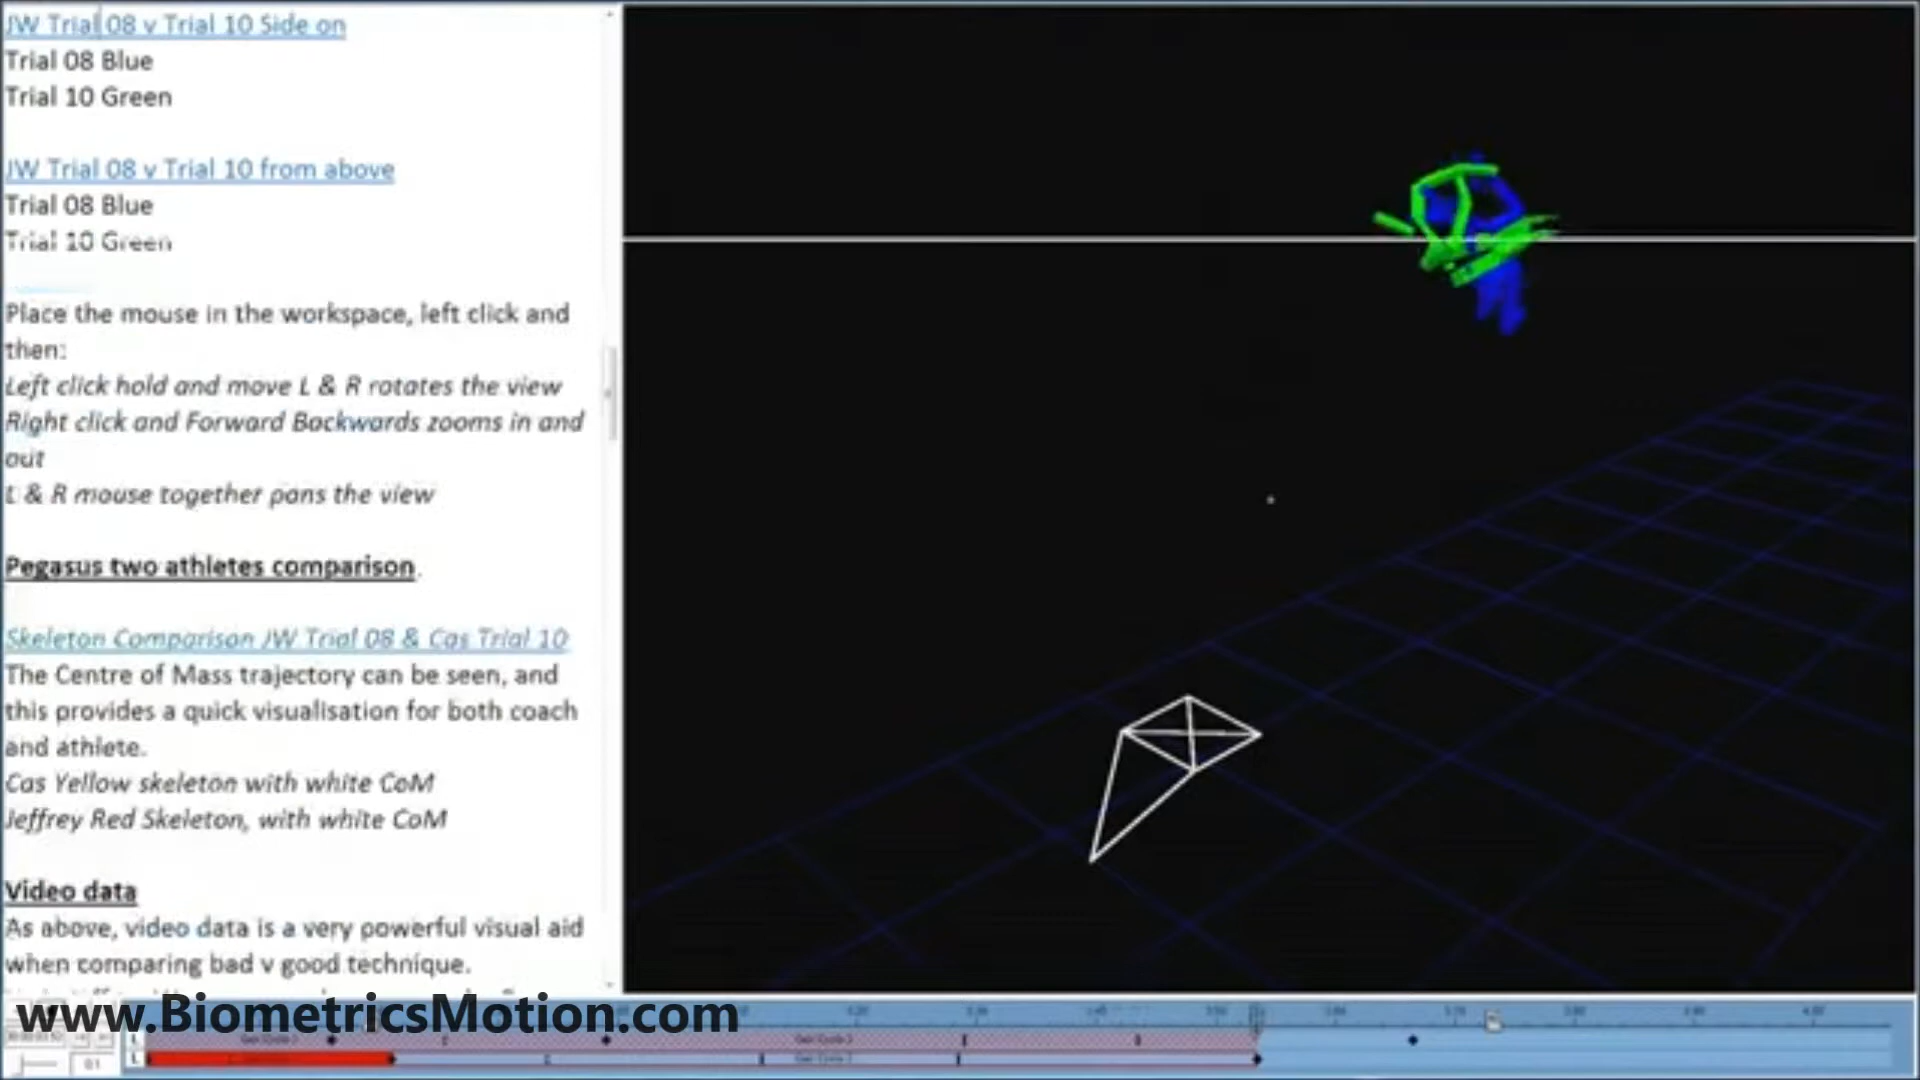 JW Trial 08 v Trial 10 Side on
Trial 08 Blue
Trial 10 Green
JW Trial 08 v Trial 10 from above
Trial 08 Blue
Trial 10 Green
Place the mouse in the workspace, left click and
then:
Left click hold and move L & R rotates the view
Right click and Forward Backwards zooms in and
out
L & R mouse together pans the view
Pegasus two athletes comparison.
Skeleton Comparison JW Trial 08 & Cas Trial 10
The Centre of Mass trajectory can be seen, and
this provides a quick visualisation for both coach
and athlete.
Cas Yellow skeleton with white CoM
Jeffrey Red Skeleton, with white CoM
Video data
As above, video data is a very powerful visual aid
when comparing bad v good technique.
www.BiometricsMotion.com